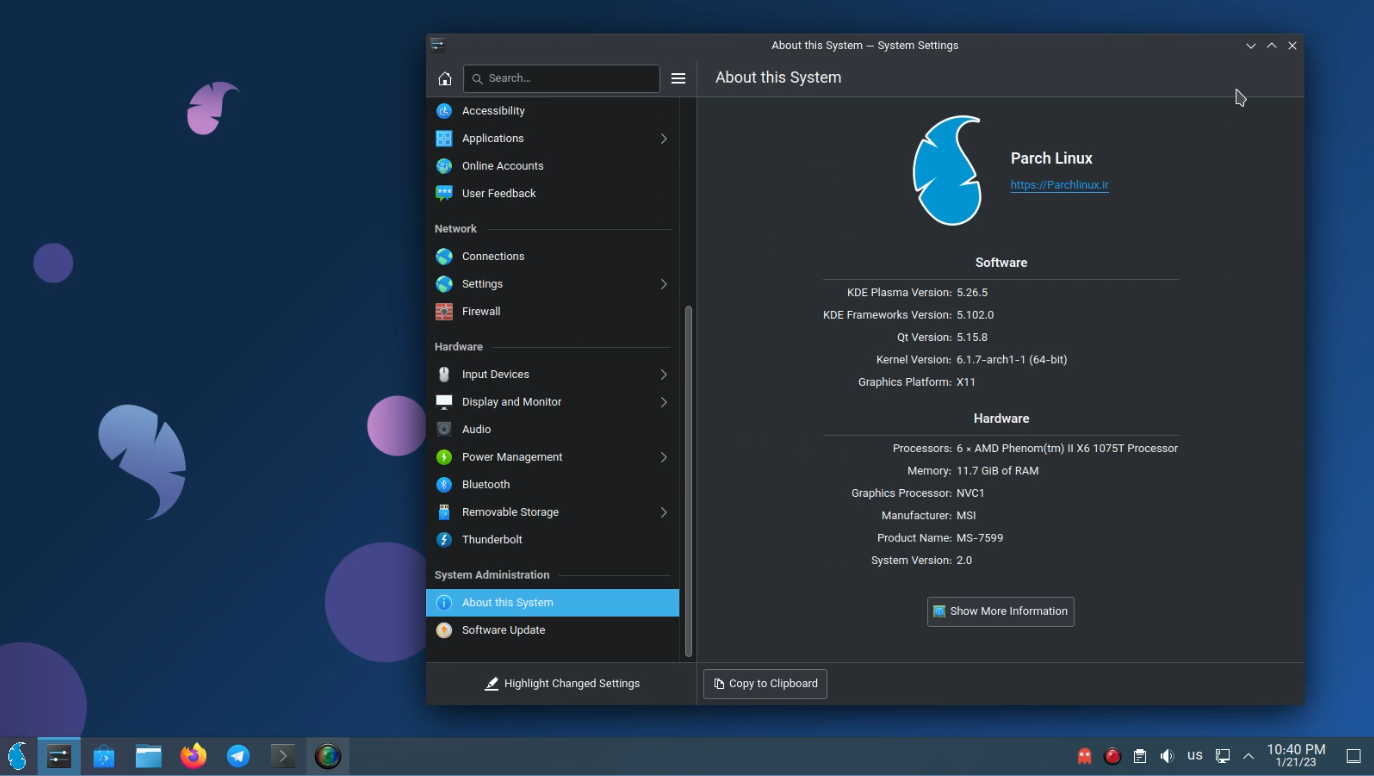 About this System — System Settings
Search...
About this System
Accessibility
Applications
Online Accounts
User Feedback
Network
Connections
Settings
Firewall
Hardware
Input Devices
Display and Monitor
Audio
Power Management
Bluetooth
Removable Storage
Thunderbolt
System Administration
About this System
Software Update
Highlight Changed Settings
Parch Linux
https://Parchlinux.ir
Software
KDE Plasma Version: 5.26.5
KDE Frameworks Version: 5.102.0
Qt Version: 5.15.8
Kernel Version: 6.1.7-arch1-1 (64-bit)
Graphics Platform: X11
Hardware
Processors: 6 × AMD Phenom(tm) II X6 1075T Processor
Memory: 11.7 GiB of RAM
Graphics Processor: NVC1
Manufacturer: MSI
Product Name: MS-7599
System Version: 2.0
Show More Information
Copy to Clipboard
US
10:40 PM
1/21/23